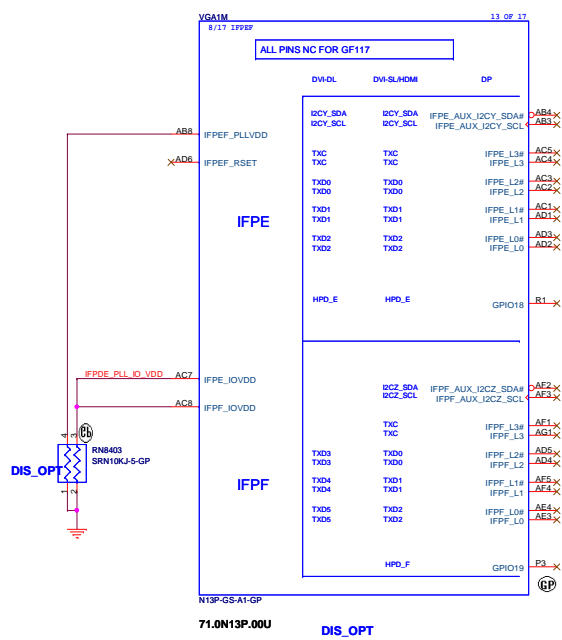 VGA1M 13 OF 17
8/17 IFPEF
ALL PINS NC FOR GF117
DVI-DL DVI-SL/HDMI DP
I2CY_SDA I2CY_SDA IFPE_AUX_I2CY_SDA# AB4
I2CY_SCL I2CY_SCL IFPE_AUX_I2CY_SCL AB3
AB8 IFPEF_PLLVDD
TXC TXC IFPE_L3# AC5
TXC TXC IFPE_L3 AC4
AD6 IFPEF_RSET
TXD0 TXD0 IFPE_L2# AC3
TXD0 TXD0 IFPE_L2 AC2
TXD1 TXD1 IFPE_L1# AC1
TXD1 TXD1 IFPE_L1 AD1
IFPE
TXD2 TXD2 IFPE_L0# AD3
TXD2 TXD2 IFPE_L0 AD2
HPD_E HPD_E GPIO18 R1
IFPDE_PLL_IO_VDD AC7 IFPE_IOVDD
I2CZ_SDA IFPF_AUX_I2CZ_SDA# AF2
I2CZ_SCL IFPF_AUX_I2CZ_SCL AF3
AC8 IFPF_IOVDD
TXC IFPF_L3# AF1
TXC IFPF_L3 AG1
4 3
RN8403
SRN10KJ-5-GP
DIS_OPT
1 2
TXD3 TXD0 IFPF_L2# AD5
TXD3 TXD0 IFPF_L2 AD4
IFPF
TXD4 TXD1 IFPF_L1# AF5
TXD4 TXD1 IFPF_L1 AF4
TXD5 TXD2 IFPF_L0# AE4
TXD5 TXD2 IFPF_L0 AE3
HPD_F GPIO19 P3
GP
N13P-GS-A1-GP
71.0N13P.00U
DIS_OPT